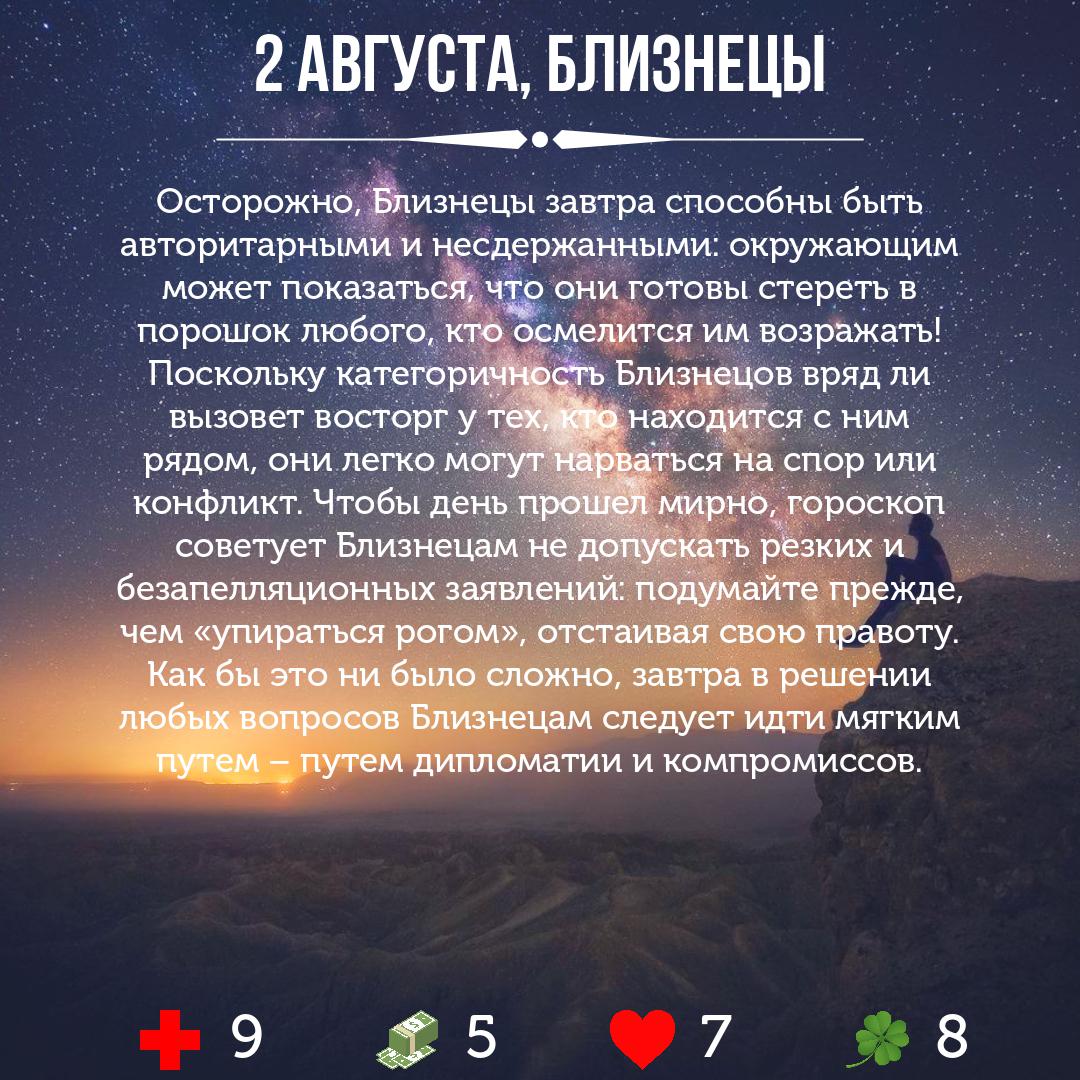 2 АВГУСТА, БЛИЗНЕЦЫ
Осторожно, Близнецы завтра способны быть
авторитарными и несдержанными: окружающим
может показаться, что они готовы стереть в
порошок любого, кто осмелится им возражать!
Поскольку категоричность Близнецов вряд ли
вызовет восторг у тех, кто находится с ним
рядом, они легко могут нарваться на спор или
конфликт. Чтобы день прошел мирно, гороскоп
советует Близнецам не допускать резких и
безапелляционных заявлений: подумайте прежде,
чем «упираться рогом», отстаивая свою правоту.
Как бы это ни было сложно, завтра в решении
любых вопросов Близнецам следует идти мягким
путем – путем дипломатии и компромиссов.
9 5 7 8